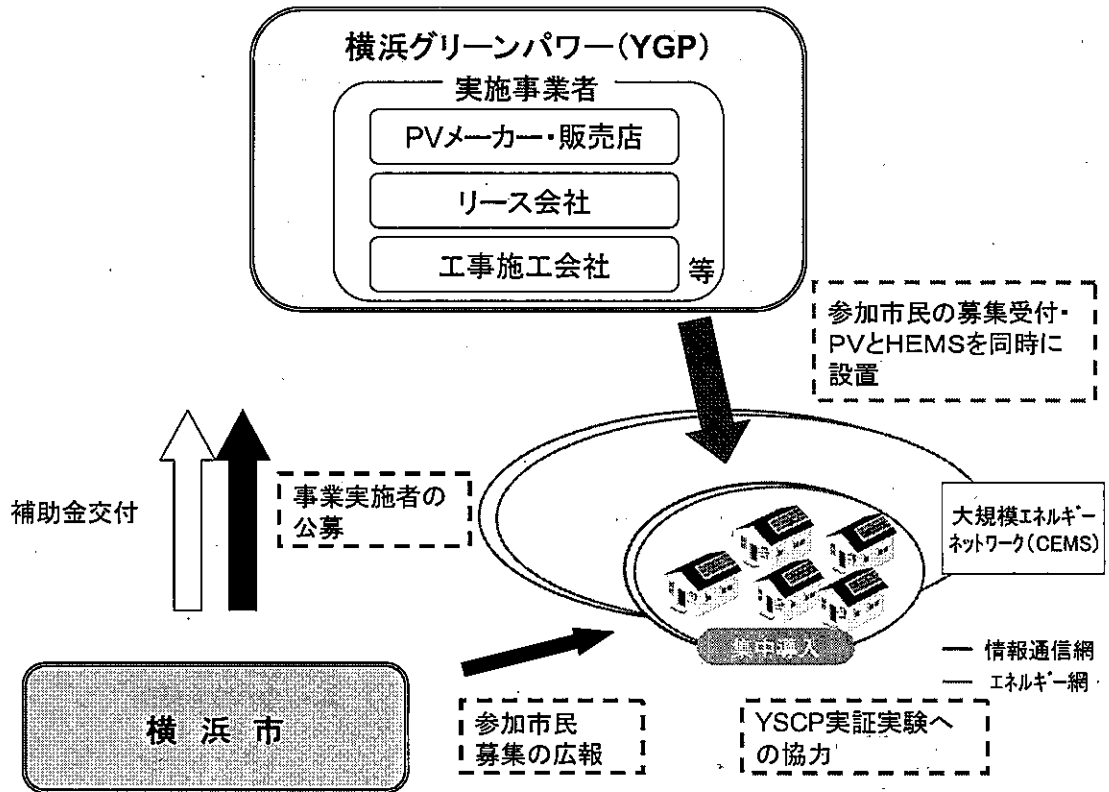 横浜グリーンパワー(YGP)
実施事業者
PVメーカー・販売店
リース会社
工事施工会社
等
参加市民の募集受付・
PVとHEMSを同時に
設置
補助金交付
事業実施者の
公募
大規模エネルギー
ネットワーク(CEMS)
集中導入
情報通信網
エネルギー網
横浜市
参加市民
募集の広報
YSCP実証実験へ
の協力